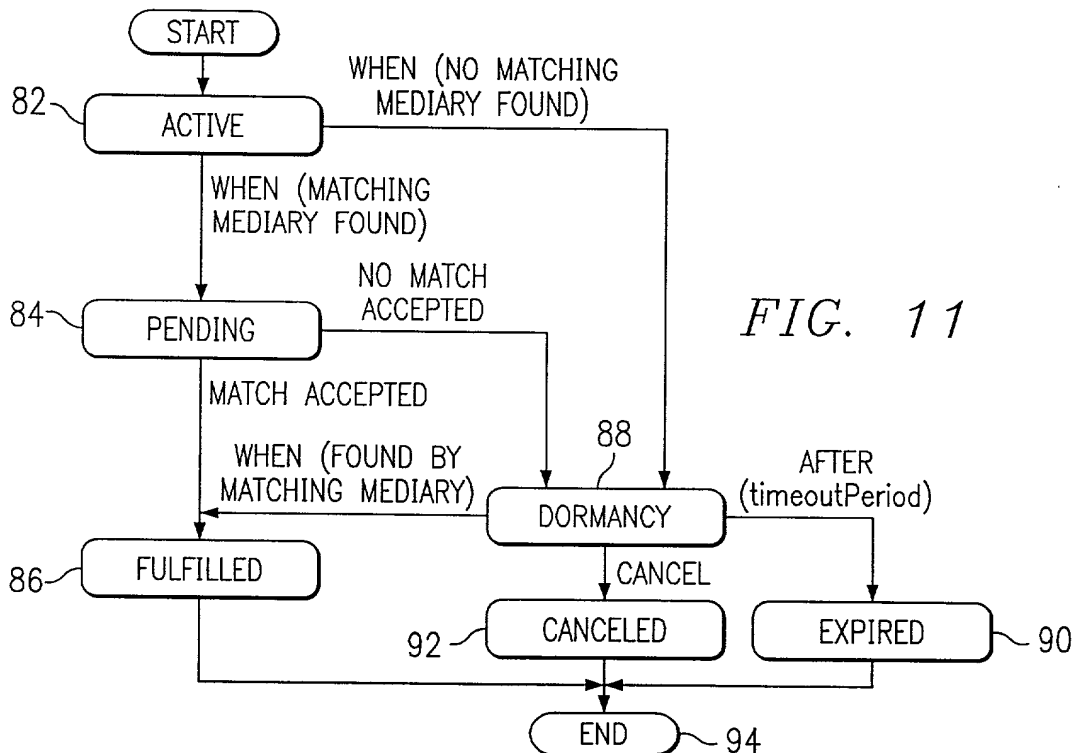 START
WHEN (NO MATCHING
MEDIARY FOUND)
82
ACTIVE
WHEN (MATCHING
MEDIARY FOUND)
NO MATCH
ACCEPTED
84
PENDING
FIG. 11
MATCH ACCEPTED
88
WHEN (FOUND BY
MATCHING MEDIARY)
AFTER
(timeoutPeriod)
DORMANCY
86
FULFILLED
CANCEL
92
CANCELED
EXPIRED
90
END
94